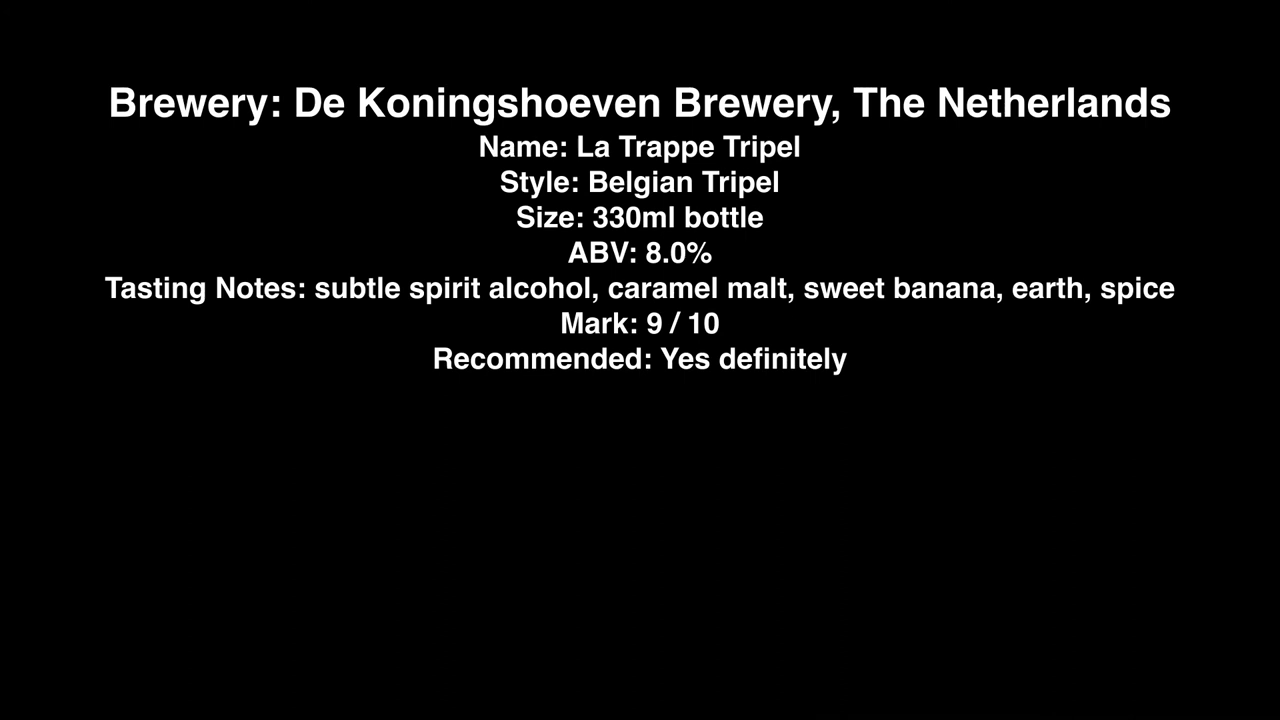 Brewery: De Koningshoeven Brewery, The Netherlands
Name: La Trappe Tripel
Style: Belgian Tripel
Size: 330ml bottle
ABV: 8.0%
Tasting Notes: subtle spirit alcohol, caramel malt, sweet banana, earth, spice
Mark: 9 / 10
Recommended: Yes definitely